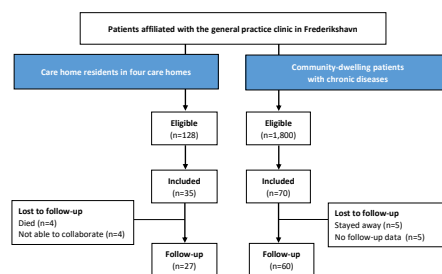 Patients affiliated with the general practice clinic in Frederikshavn
Care home residents in four care homes
Community-dwelling patients
with chronic diseases
Eligible
(n=128)
Eligible
(n=1,800)
Included
(n=35)
Included
(n=70)
Lost to follow-up
Died (n=4)
Not able to collaborate (n=4)
Lost to follow-up
Stayed away (n=5)
No follow-up data (n=5)
Follow-up
(n=27)
Follow-up
(n=60)